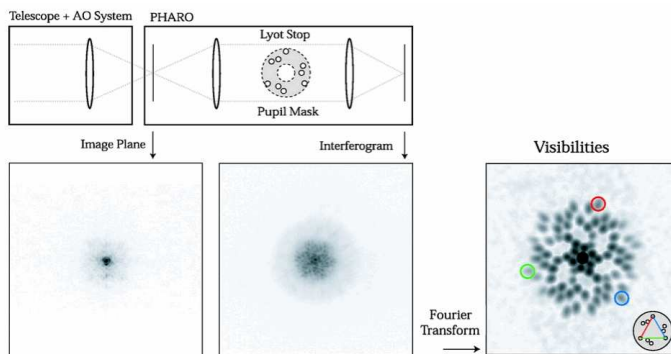 Telescope + AO System
PHARO
Lyot Stop
Pupil Mask
Image Plane
Interferogram
Visibilities
Fourier
Transform